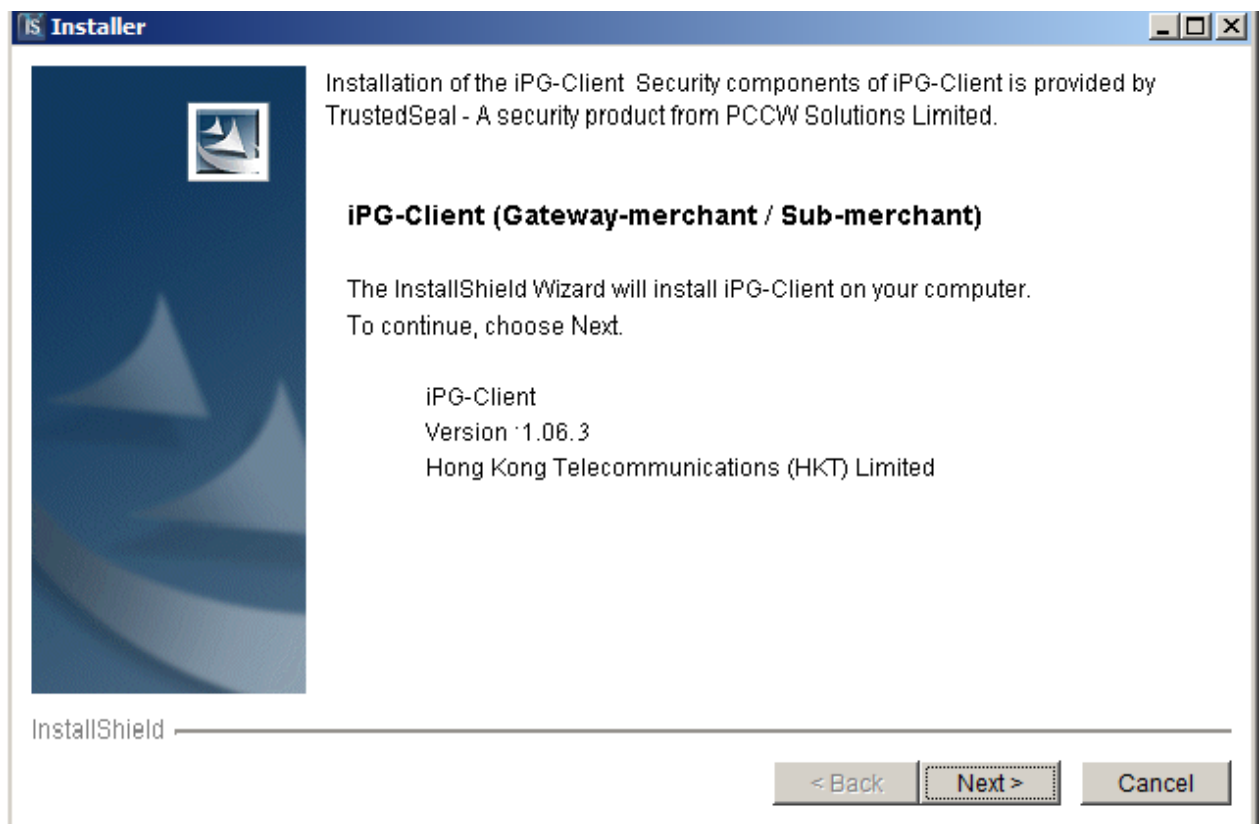 Installer
Installation of the iPG-Client Security components of iPG-Client is provided by
TrustedSeal - A security product from PCCW Solutions Limited.
iPG-Client (Gateway-merchant / Sub-merchant)
The InstallShield Wizard will install iPG-Client on your computer.
To continue, choose Next.
iPG-Client
Version 1.06.3
Hong Kong Telecommunications (HKT) Limited
InstallShield
< Back Next > Cancel